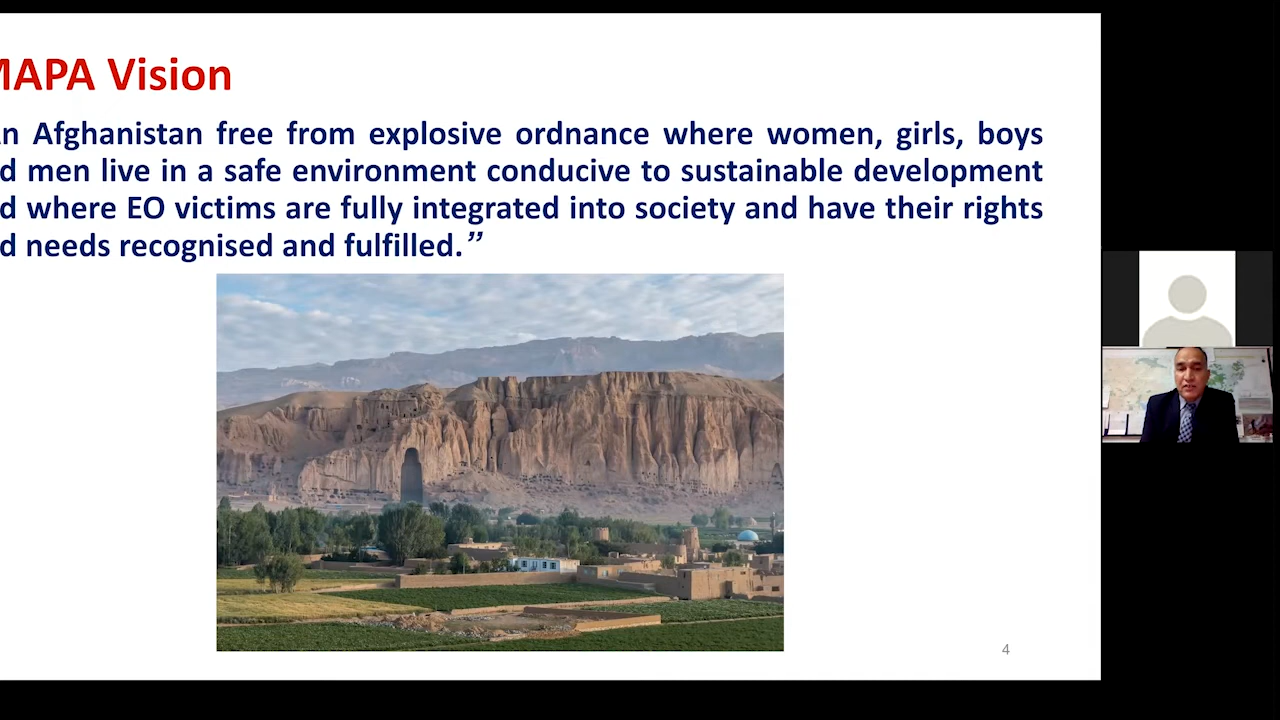 MAPA Vision
An Afghanistan free from explosive ordnance where women, girls, boys
d men live in a safe environment conducive to sustainable development
d where EO victims are fully integrated into society and have their rights
d needs recognised and fulfilled.”
4